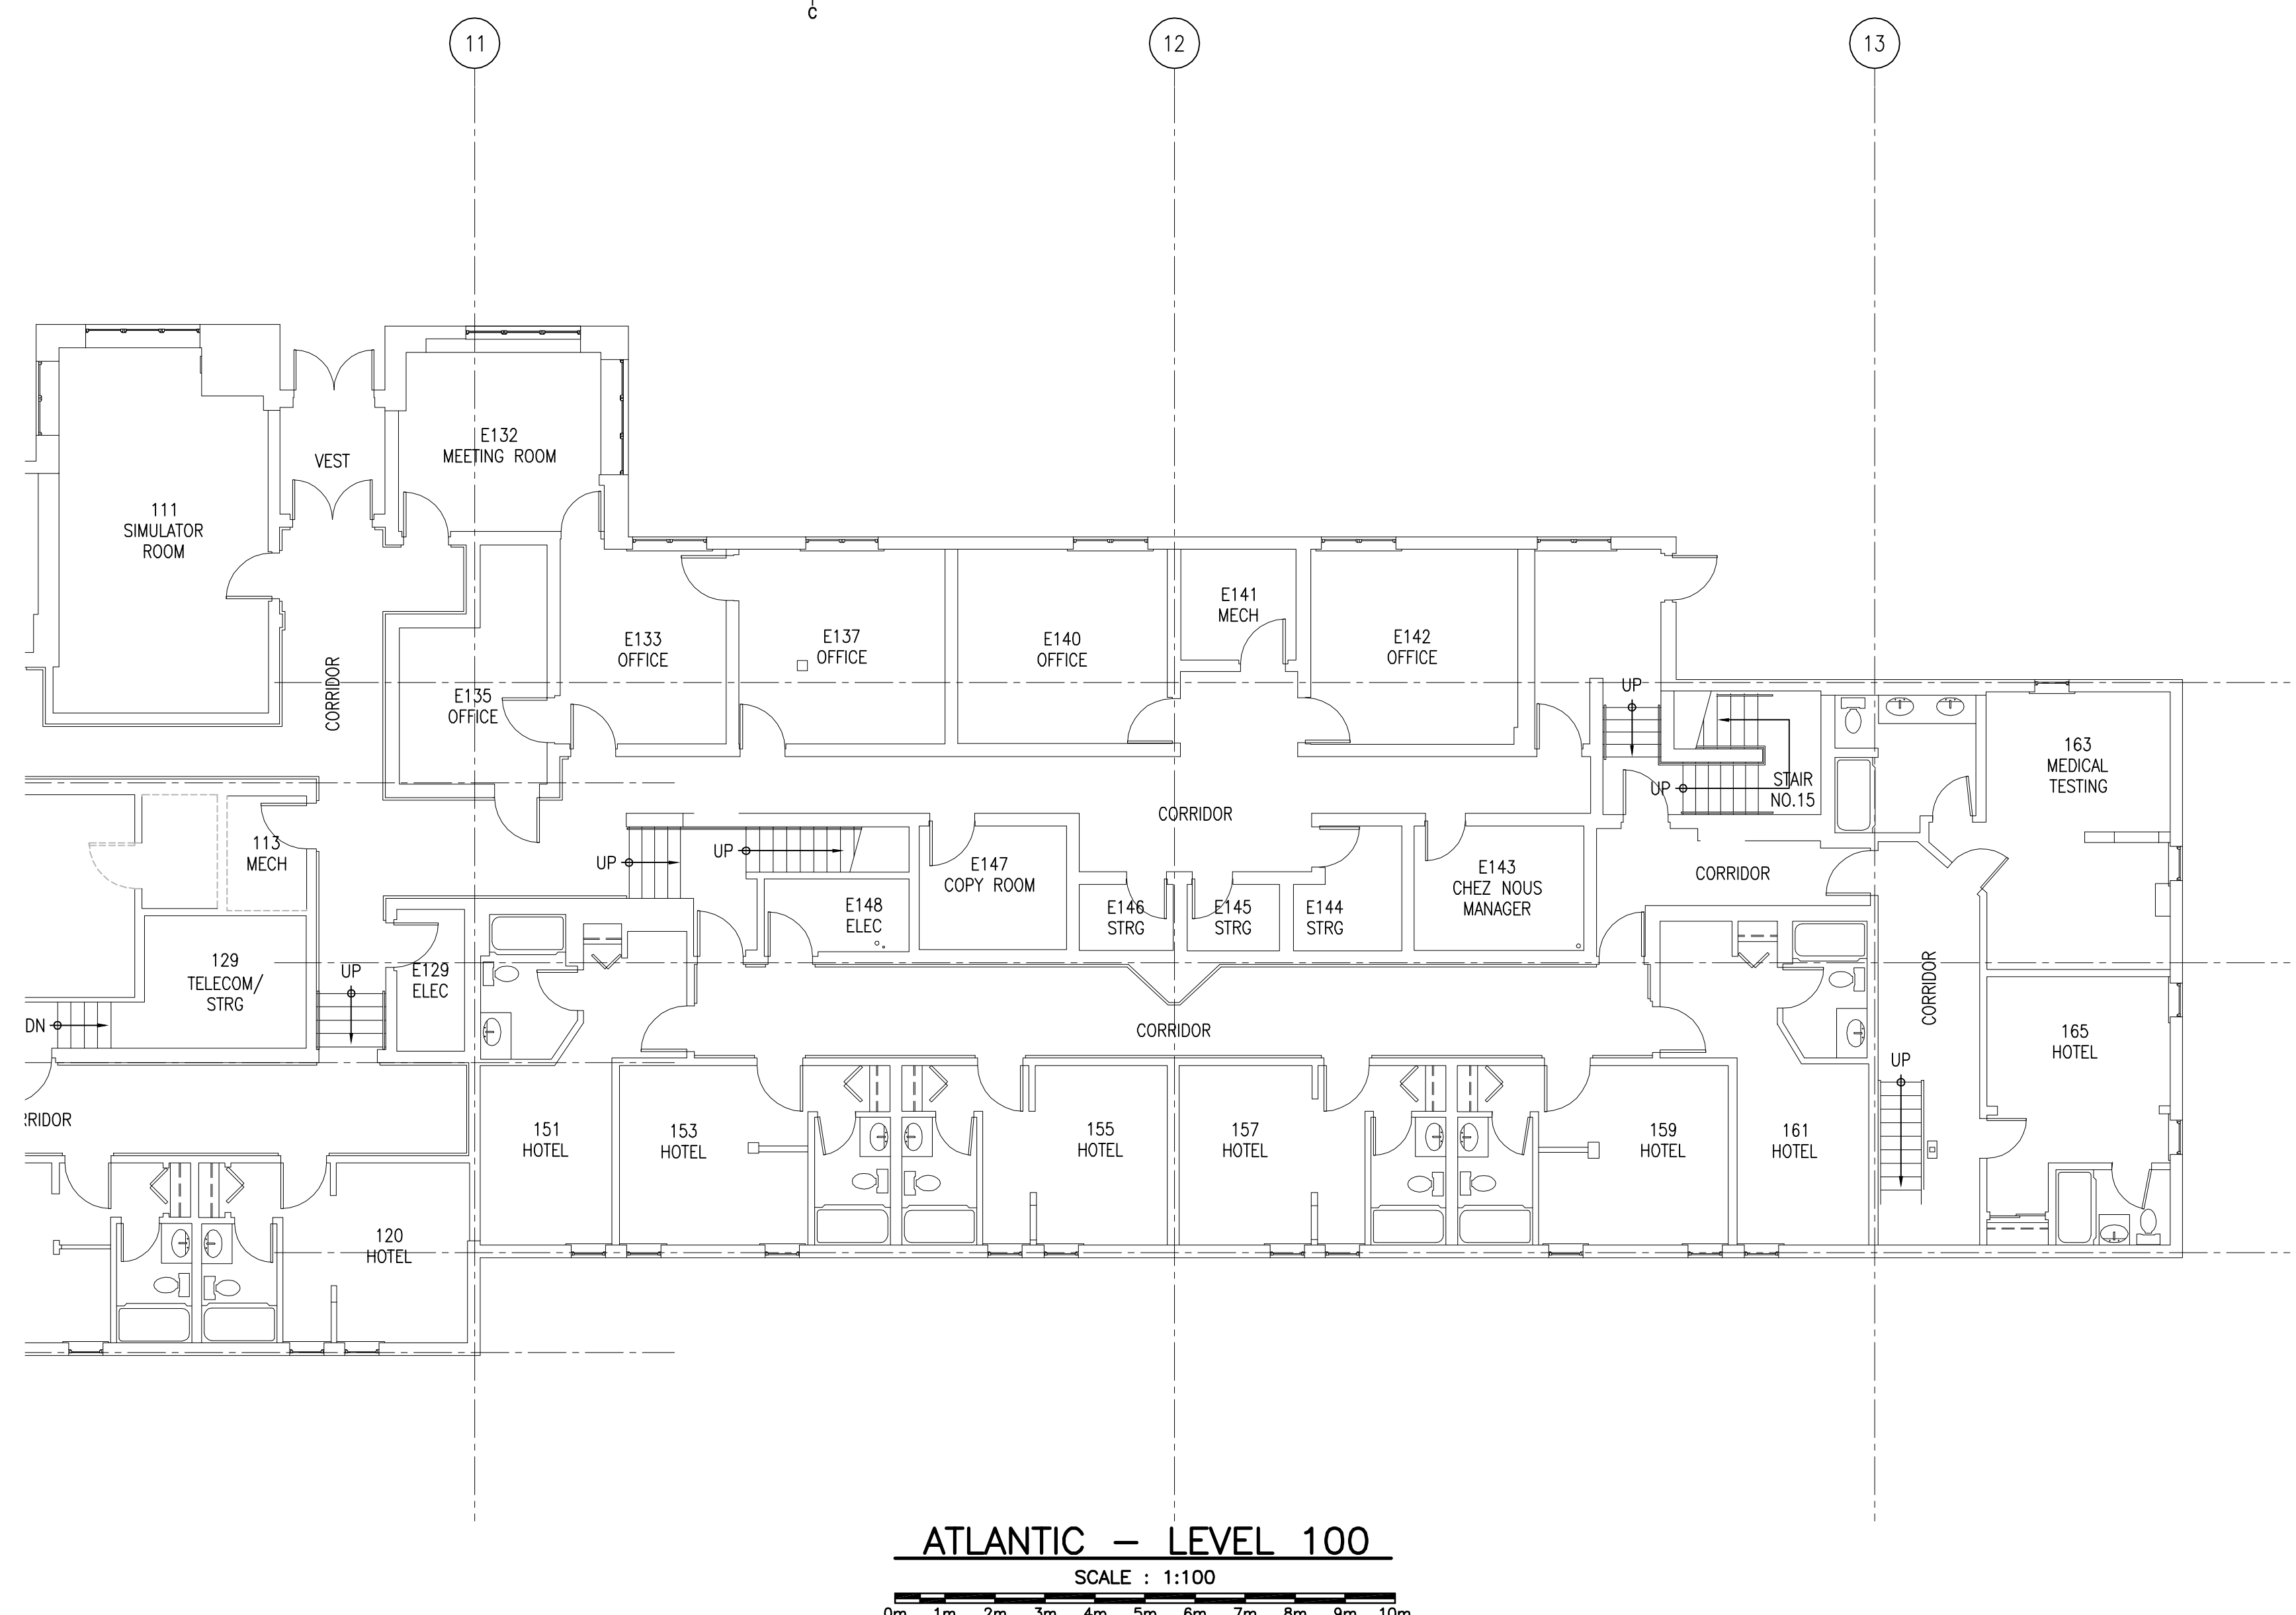 C
11
12
13
E132
MEETING ROOM
VEST
111
SIMULATOR
ROOM
E141
MECH
E133
OFFICE
E137
OFFICE
E140
OFFICE
E142
OFFICE
E135
OFFICE
CORRIDOR
UP
163
MEDICAL
TESTING
UP
STAIR
NO.15
CORRIDOR
113
MECH
UP
UP
E147
COPY ROOM
E143
CHEZ NOUS
MANAGER
CORRIDOR
E148
ELEC
E146
STRG
E145
STRG
E144
STRG
129
TELECOM/
STRG
UP
E129
ELEC
CORRIDOR
DN
CORRIDOR
165
HOTEL
UP
RRIDOR
151
HOTEL
153
HOTEL
155
HOTEL
157
HOTEL
159
HOTEL
161
HOTEL
120
HOTEL
ATLANTIC – LEVEL 100
SCALE : 1:100
0m 1m 2m 3m 4m 5m 6m 7m 8m 9m 10m